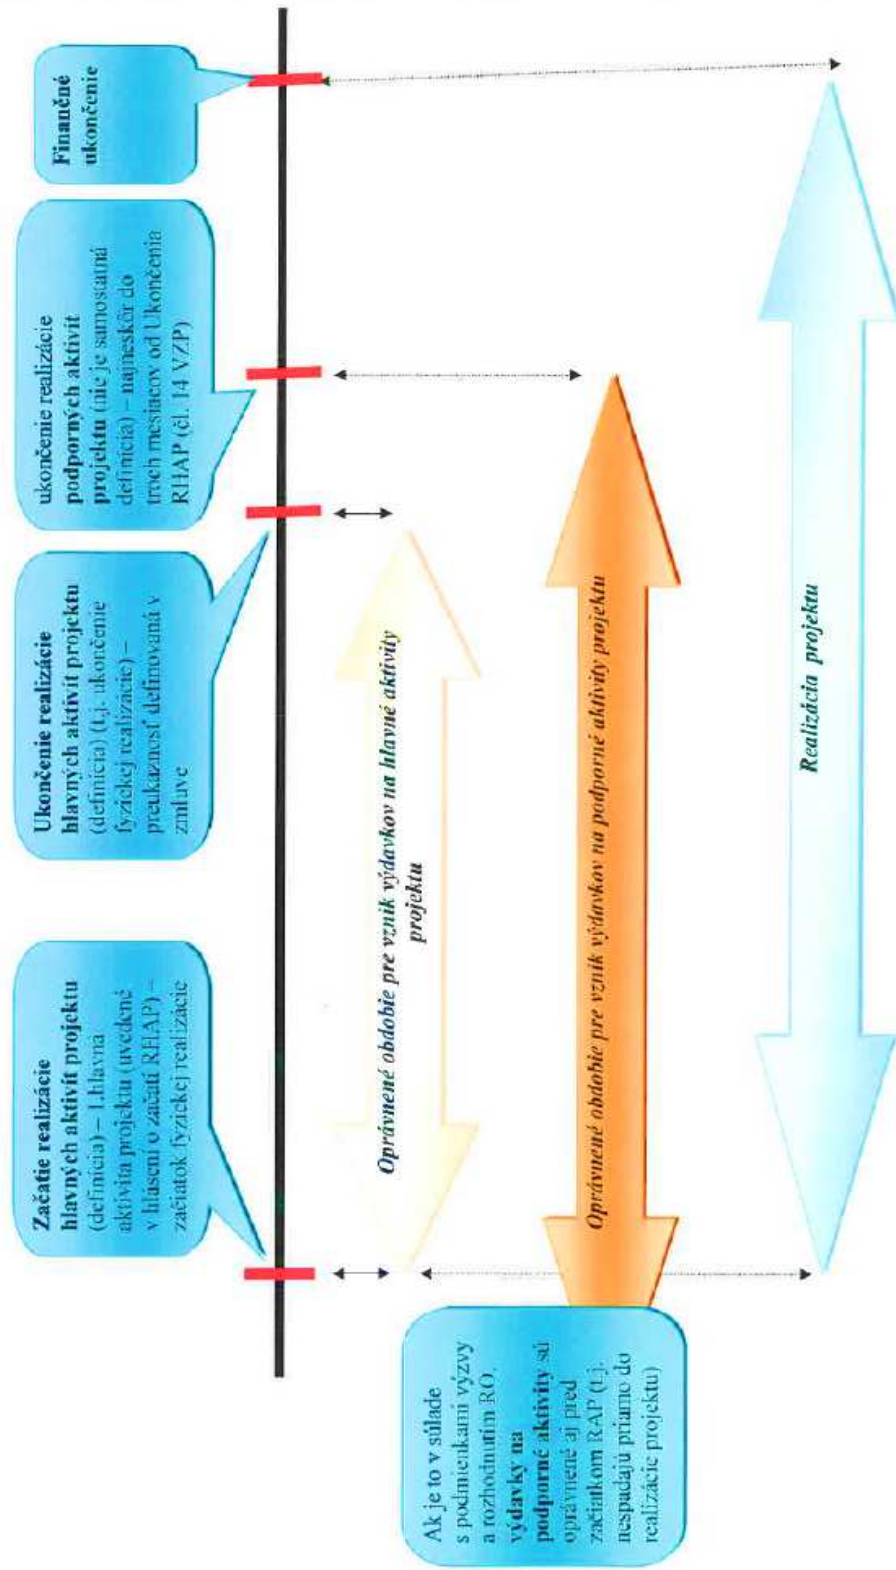 Začatie realizácie
hlavných aktivít projektu
(definícia) – 1.hlavná
aktivita projektu (uvedené
v hlásení o začatí RHAP) –
začiatok fyzickej realizácie
Ukončenie realizácie
hlavných aktivít projektu
(definícia) (t.j. ukončenie
fyzickej realizácie) –
preukaznosť definovaná v
zmluve
ukončenie realizácie
podporných aktivít
projektu (nie je samostatná
definícia) – najneskôr do
troch mesiacov od Ukončenia
RHAP (čl. 14 VZP)
Finančné
ukončenie
Oprávnené obdobie pre vznik výdavkov na hlavné aktivity
projektu
Ak je to v súlade
s podmienkami výzvy
a rozhodnutím RO,
výdavky na
podporné aktivity sú
oprávnené aj pred
začiatkom RAP (t.j.
nespadajú priamo do
realizácie projektu)
Oprávnené obdobie pre vznik výdavkov na podporné aktivity projektu
Realizácia projektu